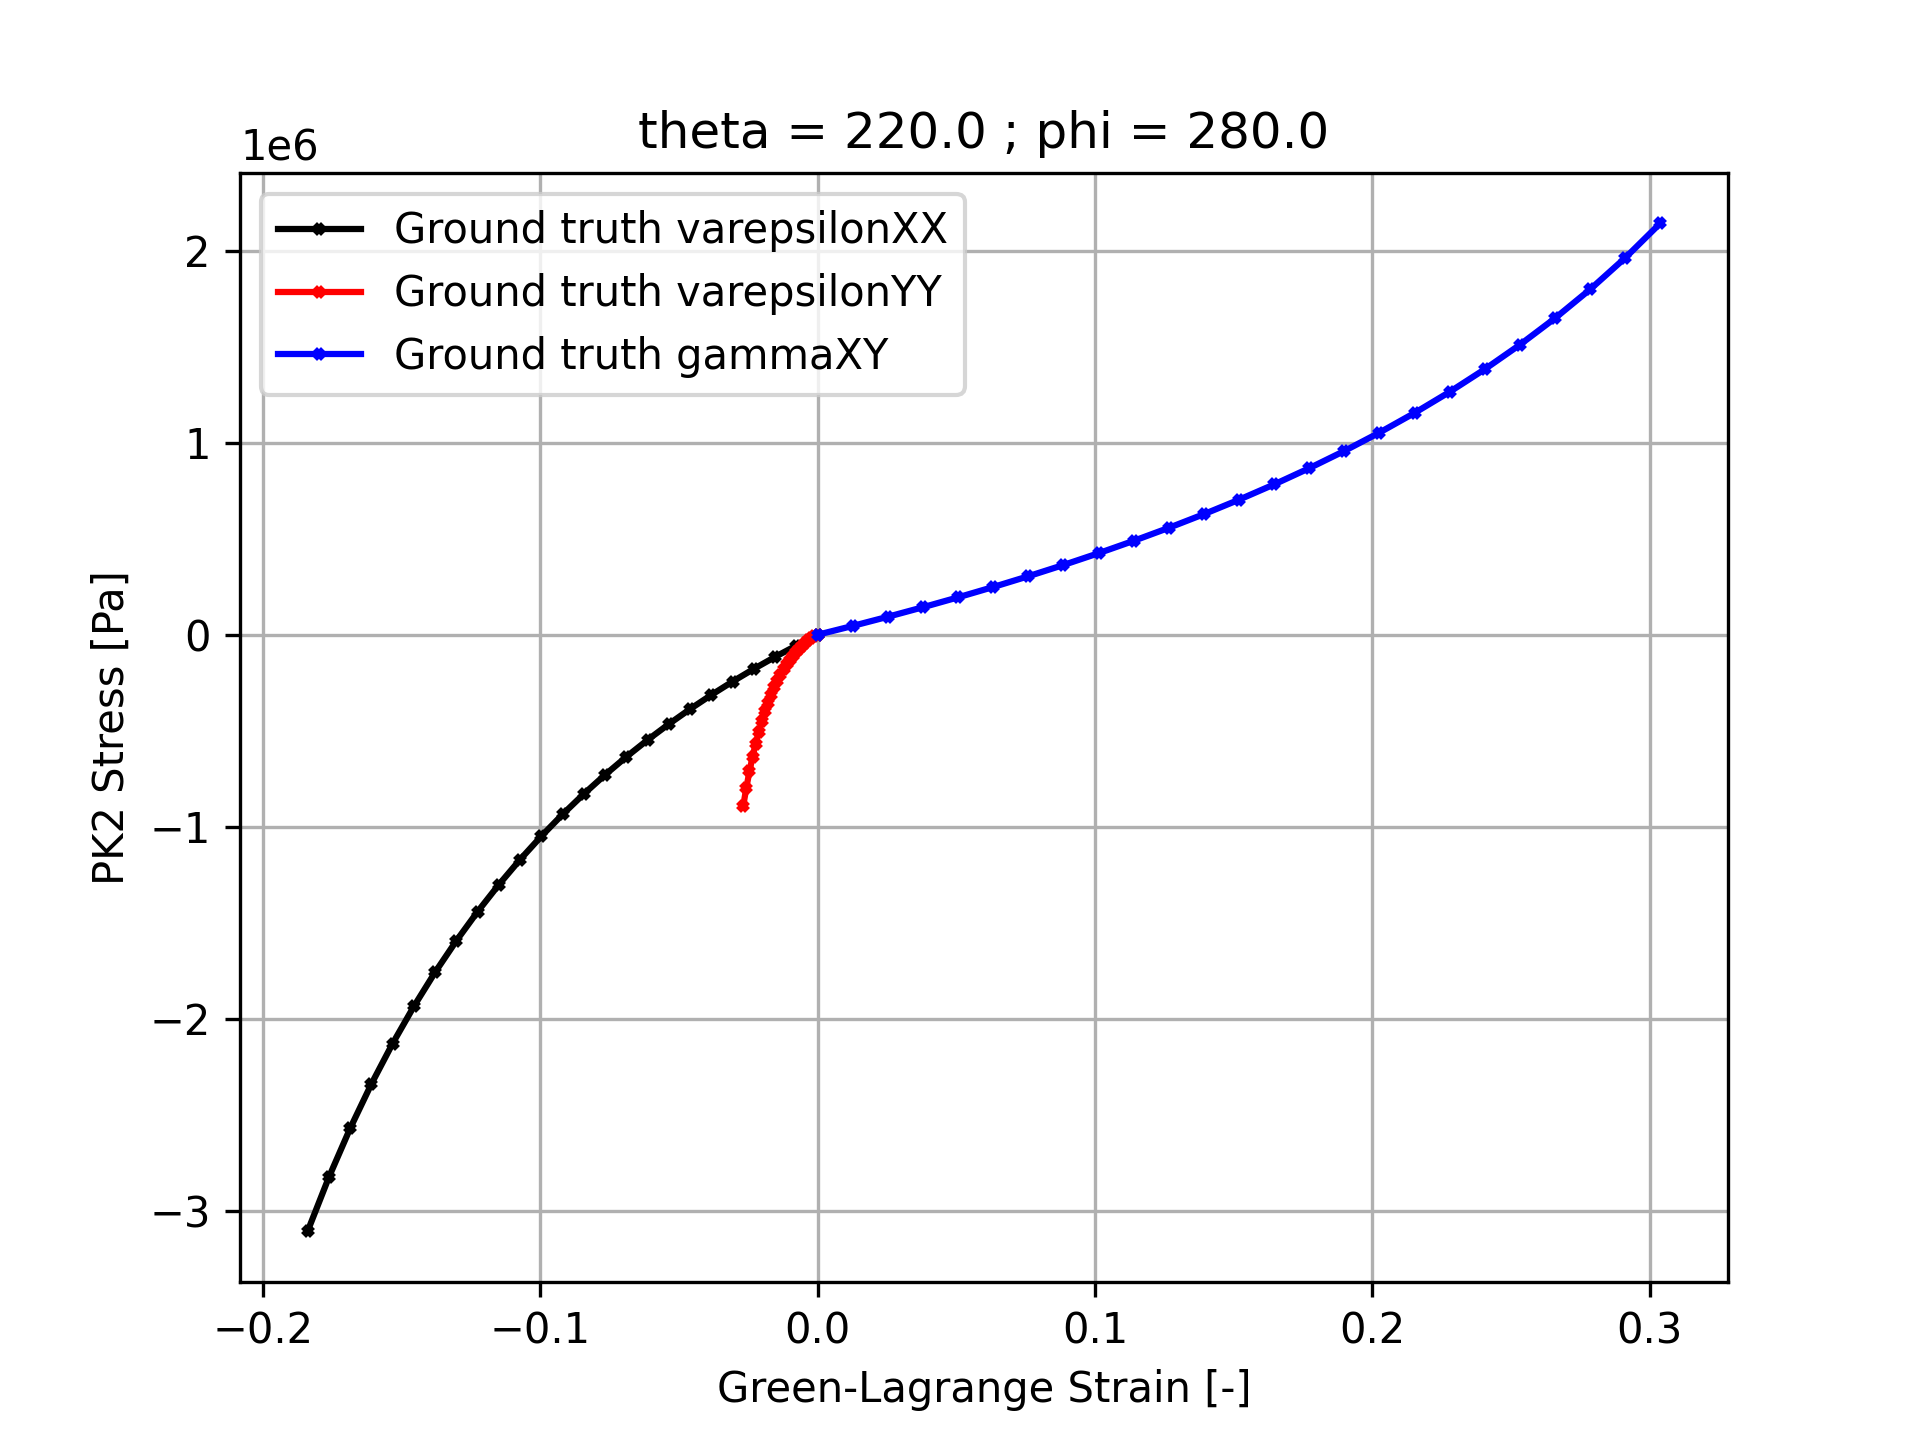 theta = 220.0 ; phi = 280.0
1e6
Ground truth varepsilonXX
Ground truth varepsilonYY
Ground truth gammaXY
2
1
0
−1
−2
−3
PK2 Stress [Pa]
−0.2 −0.1 0.0 0.1 0.2 0.3
Green-Lagrange Strain [-]